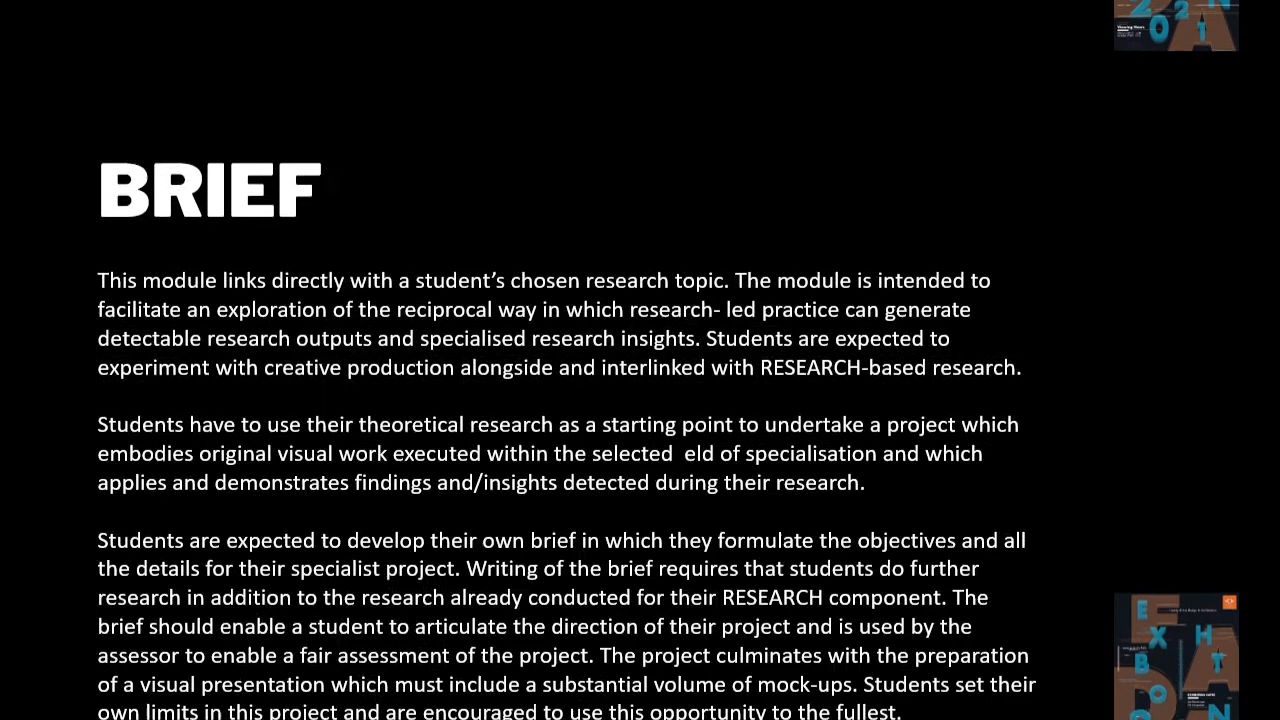 2 2 N
0 1
BRIEF
This module links directly with a student’s chosen research topic. The module is intended to
facilitate an exploration of the reciprocal way in which research- led practice can generate
detectable research outputs and specialised research insights. Students are expected to
experiment with creative production alongside and interlinked with RESEARCH-based research.
Students have to use their theoretical research as a starting point to undertake a project which
embodies original visual work executed within the selected  eld of specialisation and which
applies and demonstrates findings and/insights detected during their research.
Students are expected to develop their own brief in which they formulate the objectives and all
the details for their specialist project. Writing of the brief requires that students do further
research in addition to the research already conducted for their RESEARCH component. The
brief should enable a student to articulate the direction of their project and is used by the
assessor to enable a fair assessment of the project. The project culminates with the preparation
of a visual presentation which must include a substantial volume of mock-ups. Students set their
own limits in this project and are encouraged to use this opportunity to the fullest.
E
X H
B T
O N